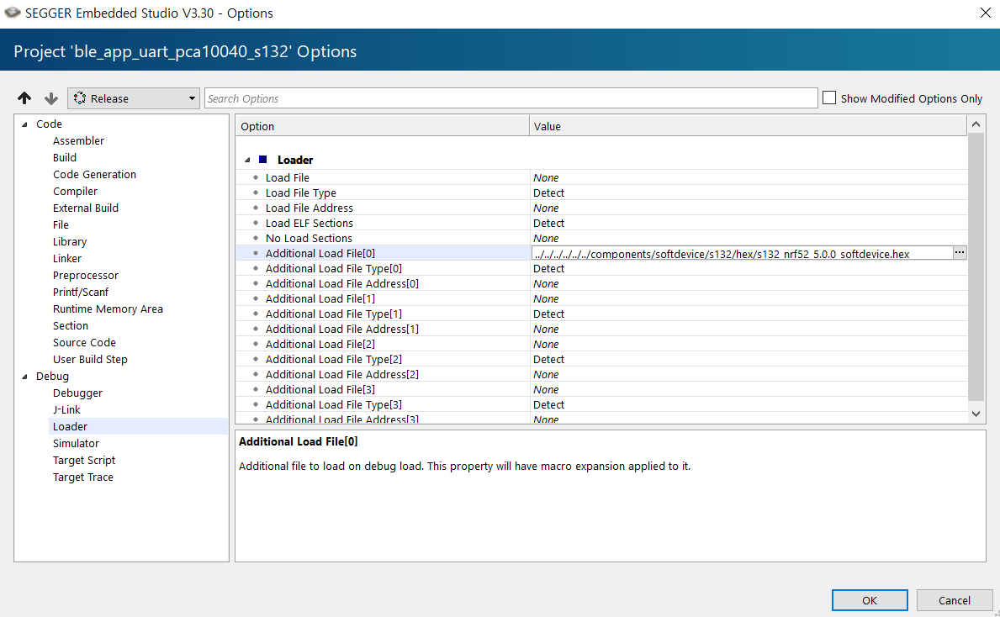 SEGGER Embedded Studio V3.30 - Options
Project 'ble_app_uart_pca10040_s132' Options
Release
Search Options
Show Modified Options Only
Code
Assembler
Build
Code Generation
Compiler
External Build
File
Library
Linker
Preprocessor
Printf/Scanf
Runtime Memory Area
Section
Source Code
User Build Step
Debug
Debugger
J-Link
Loader
Simulator
Target Script
Target Trace
Option Value
Loader
Load File None
Load File Type Detect
Load File Address None
Load ELF Sections Detect
No Load Sections None
Additional Load File[0] ../../../../../../components/softdevice/s132/hex/s132_nrf52_5.0.0_softdevice.hex ...
Additional Load File Type[0] Detect
Additional Load File Address[0] None
Additional Load File[1] None
Additional Load File Type[1] Detect
Additional Load File Address[1] None
Additional Load File[2] None
Additional Load File Type[2] Detect
Additional Load File Address[2] None
Additional Load File[3] None
Additional Load File Type[3] Detect
Additional Load File Address[3] None
Additional Load File[0]
Additional file to load on debug load. This property will have macro expansion applied to it.
OK
Cancel